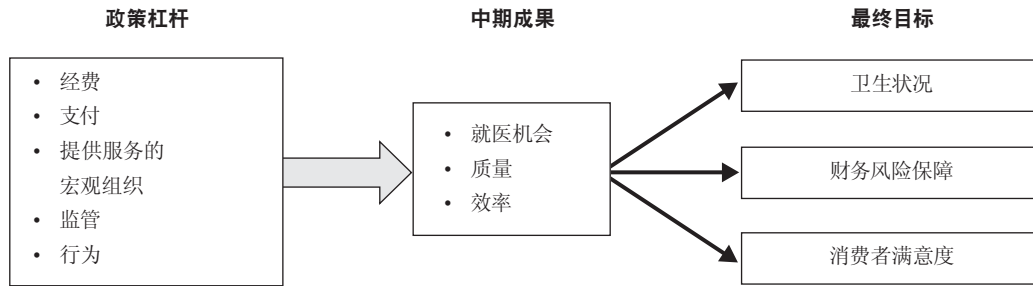 政策杠杆
中期成果
最终目标
• 经费
• 支付
• 提供服务的
宏观组织
• 监管
• 行为
• 就医机会
• 质量
• 效率
卫生状况
财务风险保障
消费者满意度